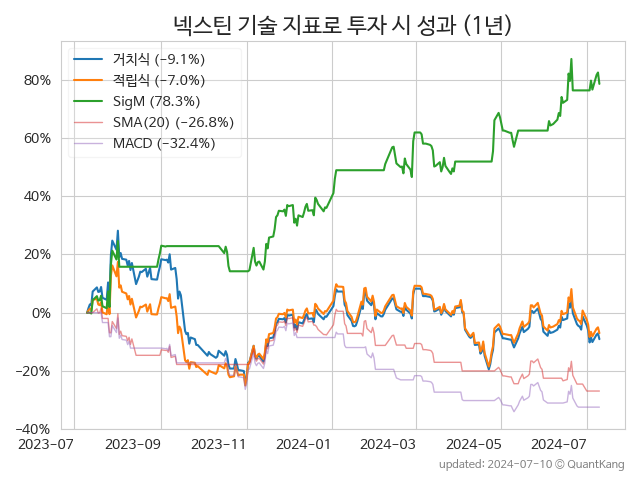 넥스틴 기술 지표로 투자 시 성과 (1년)
거치식 (−9.1%)
적립식 (−7.0%)
SigM (78.3%)
SMA(20) (−26.8%)
MACD (−32.4%)
80%
60%
40%
20%
0%
−20%
−40%
2023−07 2023−09 2023−11 2024−01 2024−03 2024−05 2024−07
updated: 2024−07−10 ⓒ QuantKang